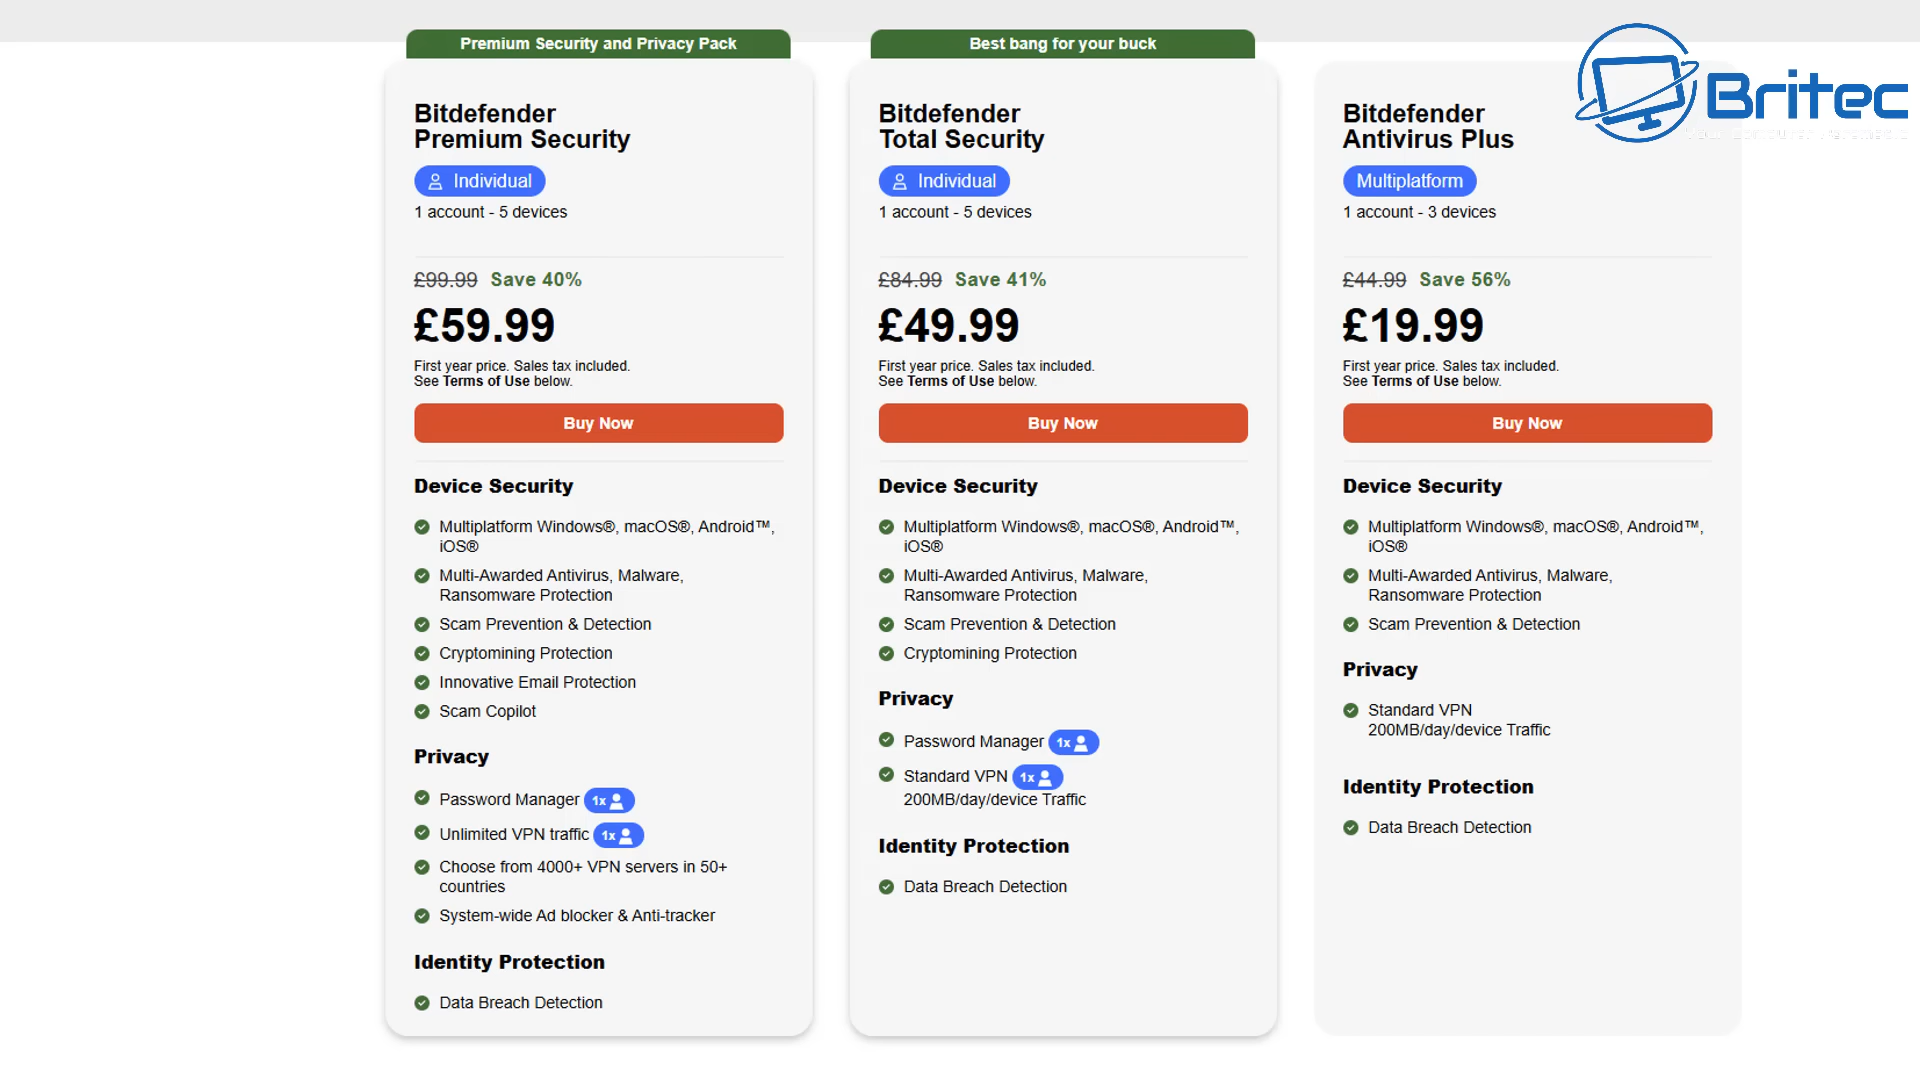 Premium Security and Privacy Pack
Bitdefender
Premium Security
Individual
1 account - 5 devices
£99.99 Save 40%
£59.99
First year price. Sales tax included.
See Terms of Use below.
Buy Now
Device Security
Multiplatform Windows®, macOS®, Android™,
iOS®
Multi-Awarded Antivirus, Malware,
Ransomware Protection
Scam Prevention & Detection
Cryptomining Protection
Innovative Email Protection
Scam Copilot
Privacy
Password Manager 1x
Unlimited VPN traffic 1x
Choose from 4000+ VPN servers in 50+
countries
System-wide Ad blocker & Anti-tracker
Identity Protection
Data Breach Detection
Best bang for your buck
Bitdefender
Total Security
Individual
1 account - 5 devices
£84.99 Save 41%
£49.99
First year price. Sales tax included.
See Terms of Use below.
Buy Now
Device Security
Multiplatform Windows®, macOS®, Android™,
iOS®
Multi-Awarded Antivirus, Malware,
Ransomware Protection
Scam Prevention & Detection
Cryptomining Protection
Privacy
Password Manager 1x
Standard VPN 1x
200MB/day/device Traffic
Identity Protection
Data Breach Detection
Bitdefender
Antivirus Plus
Multiplatform
1 account - 3 devices
£44.99 Save 56%
£19.99
First year price. Sales tax included.
See Terms of Use below.
Buy Now
Device Security
Multiplatform Windows®, macOS®, Android™,
iOS®
Multi-Awarded Antivirus, Malware,
Ransomware Protection
Scam Prevention & Detection
Privacy
Standard VPN
200MB/day/device Traffic
Identity Protection
Data Breach Detection
Britec